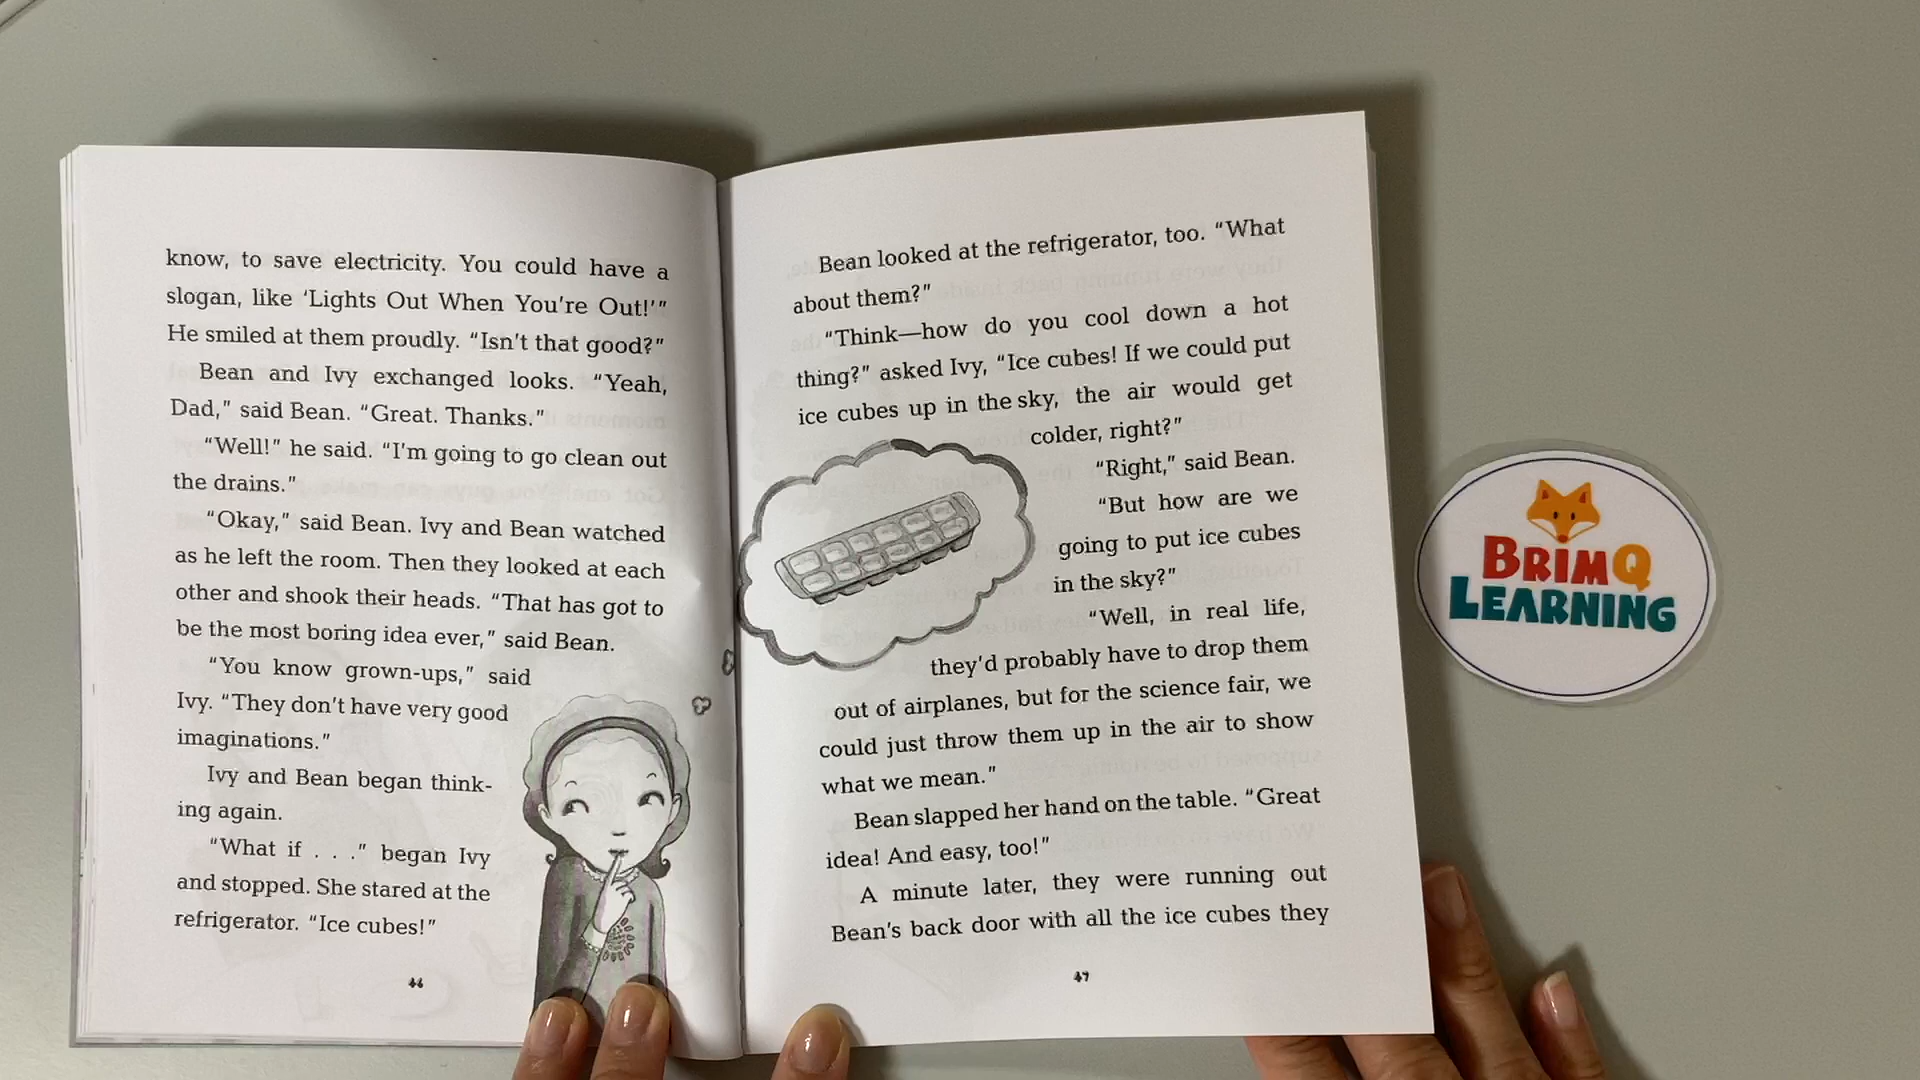 know, to save electricity. You could have a
slogan, like ‘Lights Out When You’re Out!’”
He smiled at them proudly. “Isn’t that good?”
Bean and Ivy exchanged looks. “Yeah,
Dad,” said Bean. “Great. Thanks.”
“Well!” he said. “I’m going to go clean out
the drains.”
“Okay,” said Bean. Ivy and Bean watched
as he left the room. Then they looked at each
other and shook their heads. “That has got to
be the most boring idea ever,” said Bean.
“You know grown-ups,” said
Ivy. “They don’t have very good
imaginations.”
Ivy and Bean began think-
ing again.
“What if . . .” began Ivy
and stopped. She stared at the
refrigerator. “Ice cubes!”
46
Bean looked at the refrigerator, too. “What
about them?”
“Think—how do you cool down a hot
thing?” asked Ivy, “Ice cubes! If we could put
ice cubes up in the sky, the air would get
colder, right?”
“Right,” said Bean.
“But how are we
going to put ice cubes
in the sky?”
“Well, in real life,
they’d probably have to drop them
out of airplanes, but for the science fair, we
could just throw them up in the air to show
what we mean.”
Bean slapped her hand on the table. “Great
idea! And easy, too!”
A minute later, they were running out
Bean’s back door with all the ice cubes they
47
BRIMQ
LEARNING